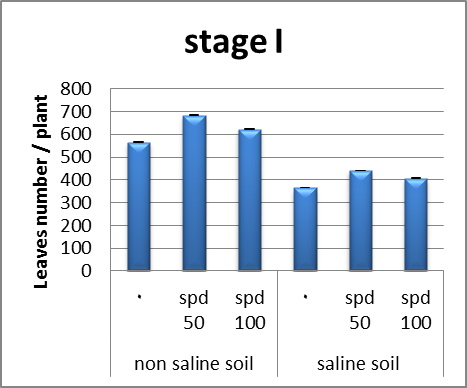 stage I
Leaves number / plant
800
700
600
500
400
300
200
100
0
. spd 50 spd 100 . spd 50 spd 100
non saline soil saline soil